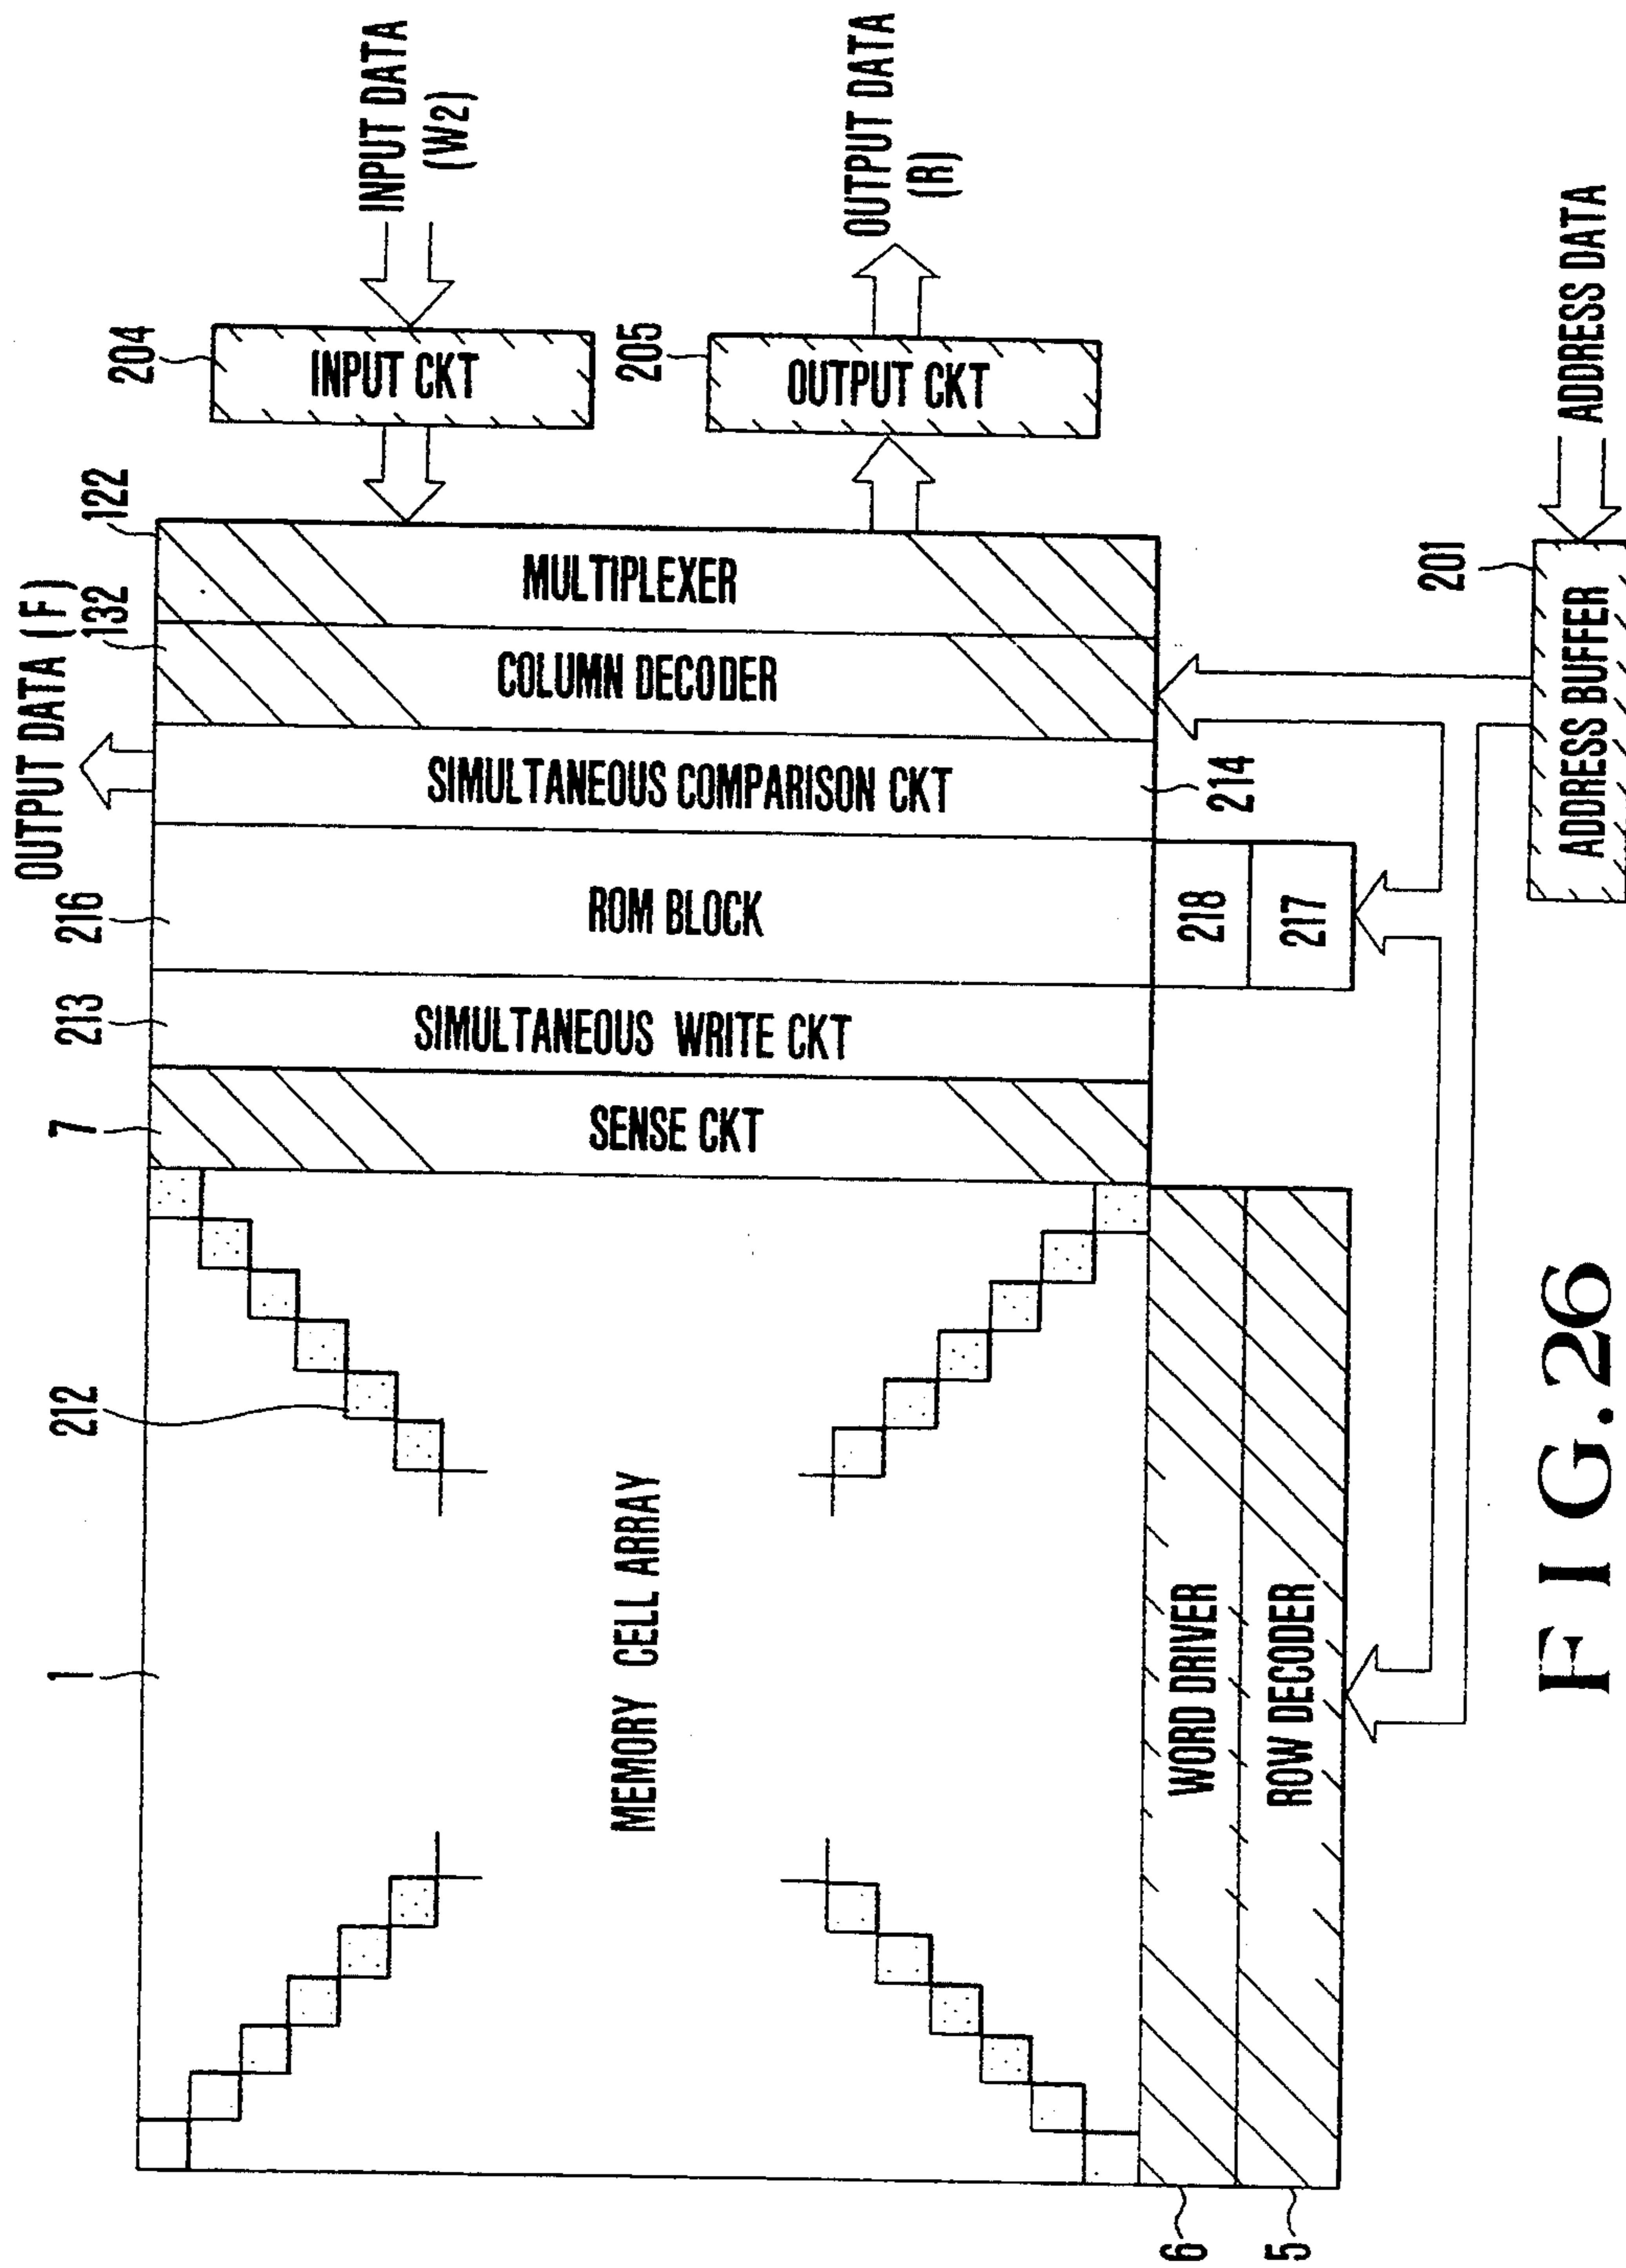 OUTPUT DATA (F)
132
122
204
INPUT DATA
(W2)
INPUT CKT
205
OUTPUT DATA
(R)
OUTPUT CKT
MULTIPLEXER
COLUMN DECODER
SIMULTANEOUS COMPARISON CKT
214
216
ROM BLOCK
218
217
213
SIMULTANEOUS WRITE CKT
7
SENSE CKT
212
1
MEMORY CELL ARRAY
WORD DRIVER
ROW DECODER
6
5
201
ADDRESS BUFFER
ADDRESS DATA
FIG.26